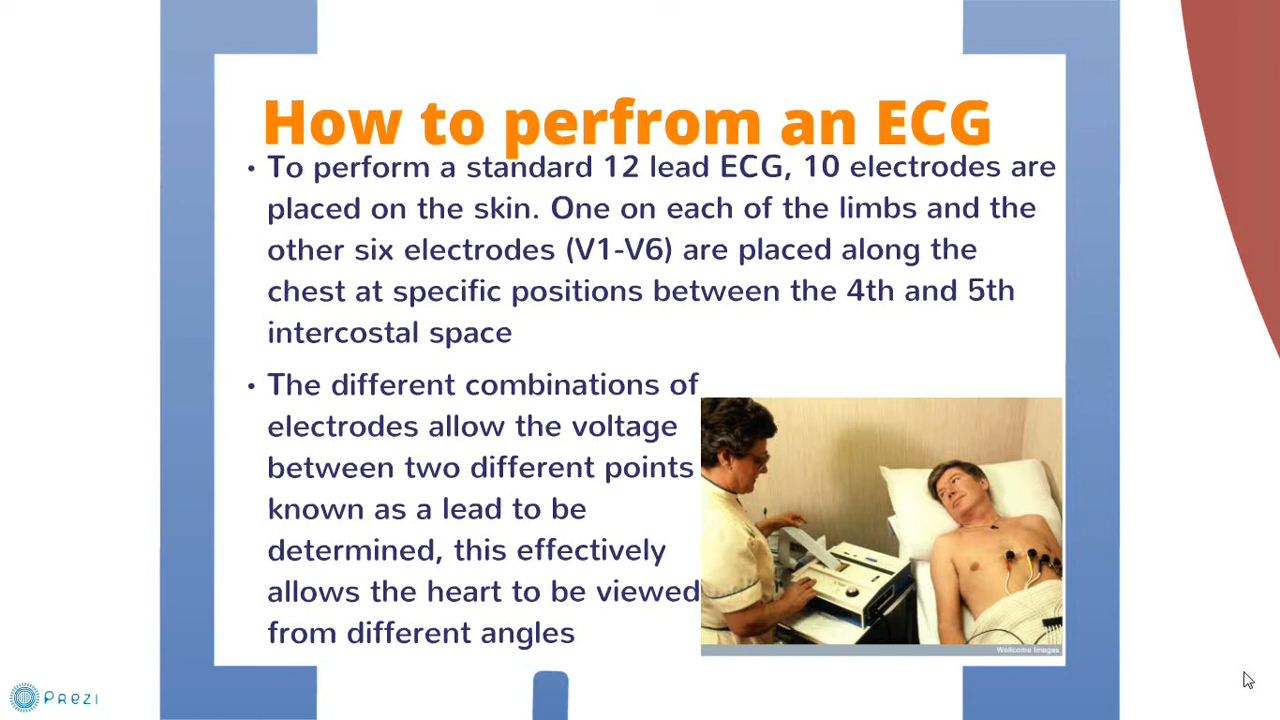 How to perfrom an ECG
• To perform a standard 12 lead ECG, 10 electrodes are
placed on the skin. One on each of the limbs and the
other six electrodes (V1-V6) are placed along the
chest at specific positions between the 4th and 5th
intercostal space
• The different combinations of
electrodes allow the voltage
between two different points
known as a lead to be
determined, this effectively
allows the heart to be viewed
from different angles
Wellcome Images
PREZI